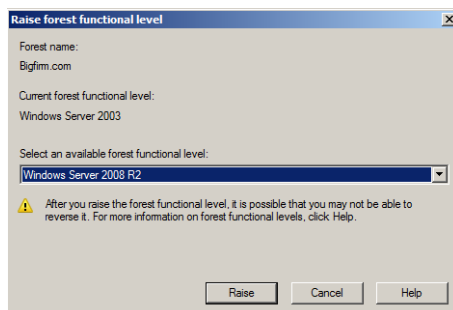 Raise forest functional level
Forest name:
Bigfirm.com
Current forest functional level:
Windows Server 2003
Select an available forest functional level:
Windows Server 2008 R2
After you raise the forest functional level, it is possible that you may not be able to
reverse it. For more information on forest functional levels, click Help.
Raise Cancel Help